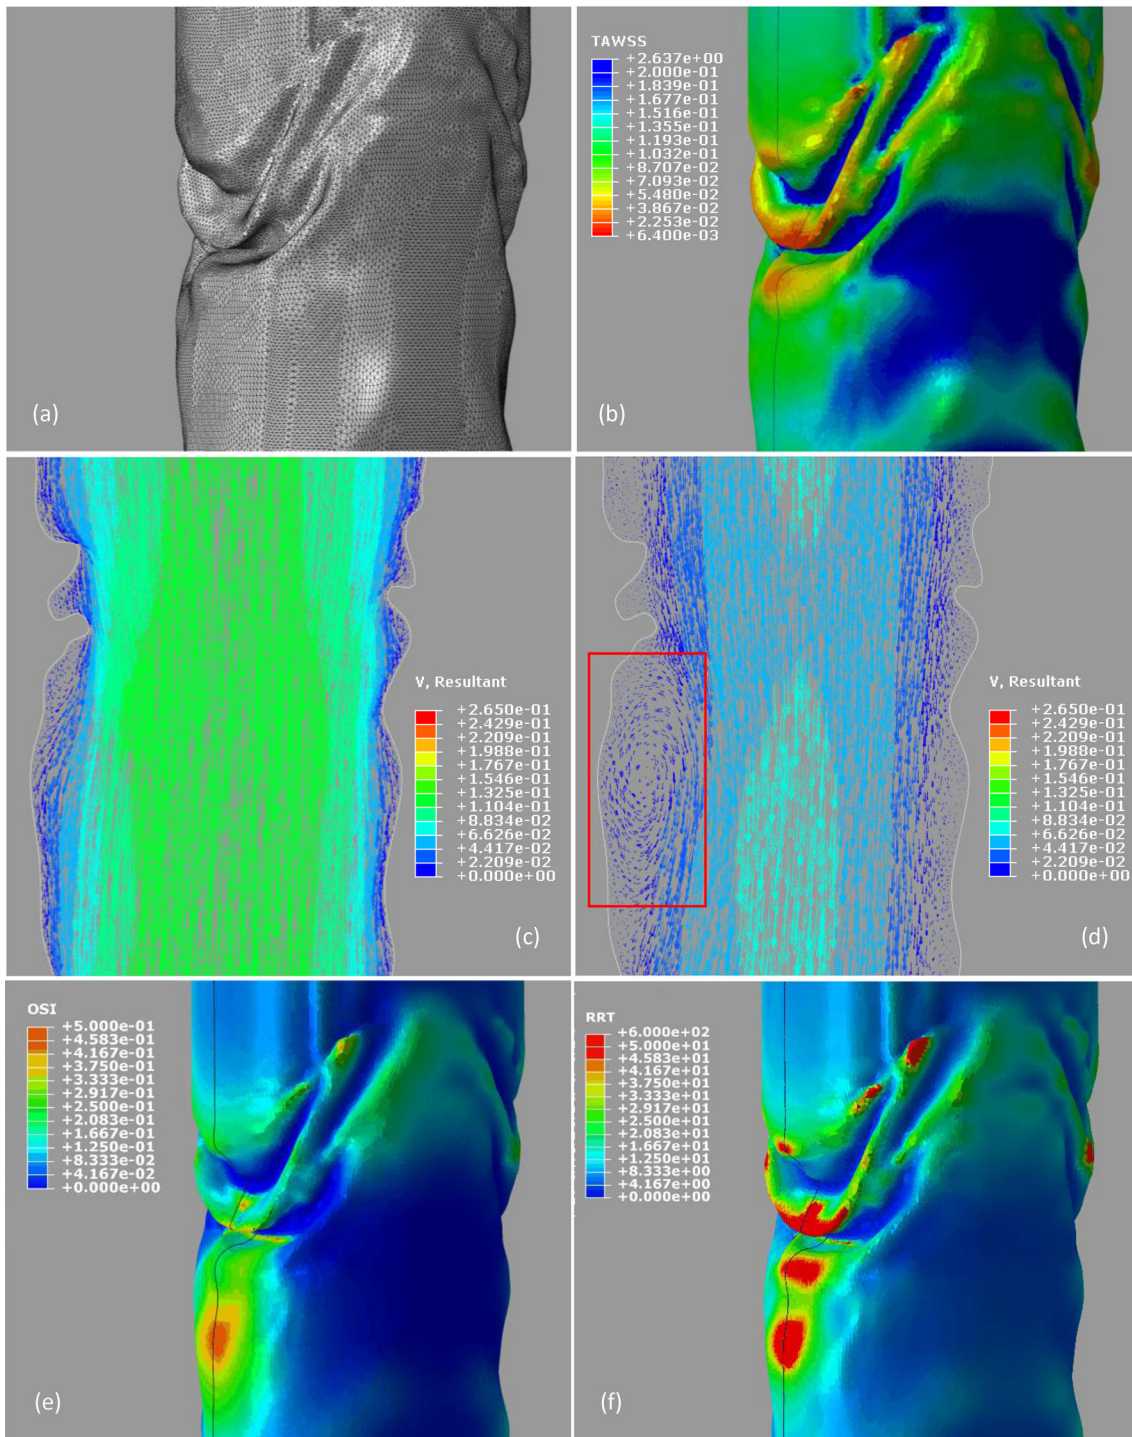 (a)
TAWSS
+2.637e+00
+2.000e-01
+1.839e-01
+1.677e-01
+1.516e-01
+1.355e-01
+1.193e-01
+1.032e-01
+8.707e-02
+7.093e-02
+5.480e-02
+3.867e-02
+2.253e-02
+6.400e-03
(b)
V, Resultant
+2.650e-01
+2.429e-01
+2.209e-01
+1.988e-01
+1.767e-01
+1.546e-01
+1.325e-01
+1.104e-01
+8.834e-02
+6.626e-02
+4.417e-02
+2.209e-02
+0.000e+00
(c)
V, Resultant
+2.650e-01
+2.429e-01
+2.209e-01
+1.988e-01
+1.767e-01
+1.546e-01
+1.325e-01
+1.104e-01
+8.834e-02
+6.626e-02
+4.417e-02
+2.209e-02
+0.000e+00
(d)
OSI
+5.000e-01
+4.583e-01
+4.167e-01
+3.750e-01
+3.333e-01
+2.917e-01
+2.500e-01
+2.083e-01
+1.667e-01
+1.250e-01
+8.333e-02
+4.167e-02
+0.000e+00
(e)
RRT
+6.000e+02
+5.000e+01
+4.583e+01
+4.167e+01
+3.750e+01
+3.333e+01
+2.917e+01
+2.500e+01
+2.083e+01
+1.667e+01
+1.250e+01
+8.333e+00
+4.167e+00
+0.000e+00
(f)